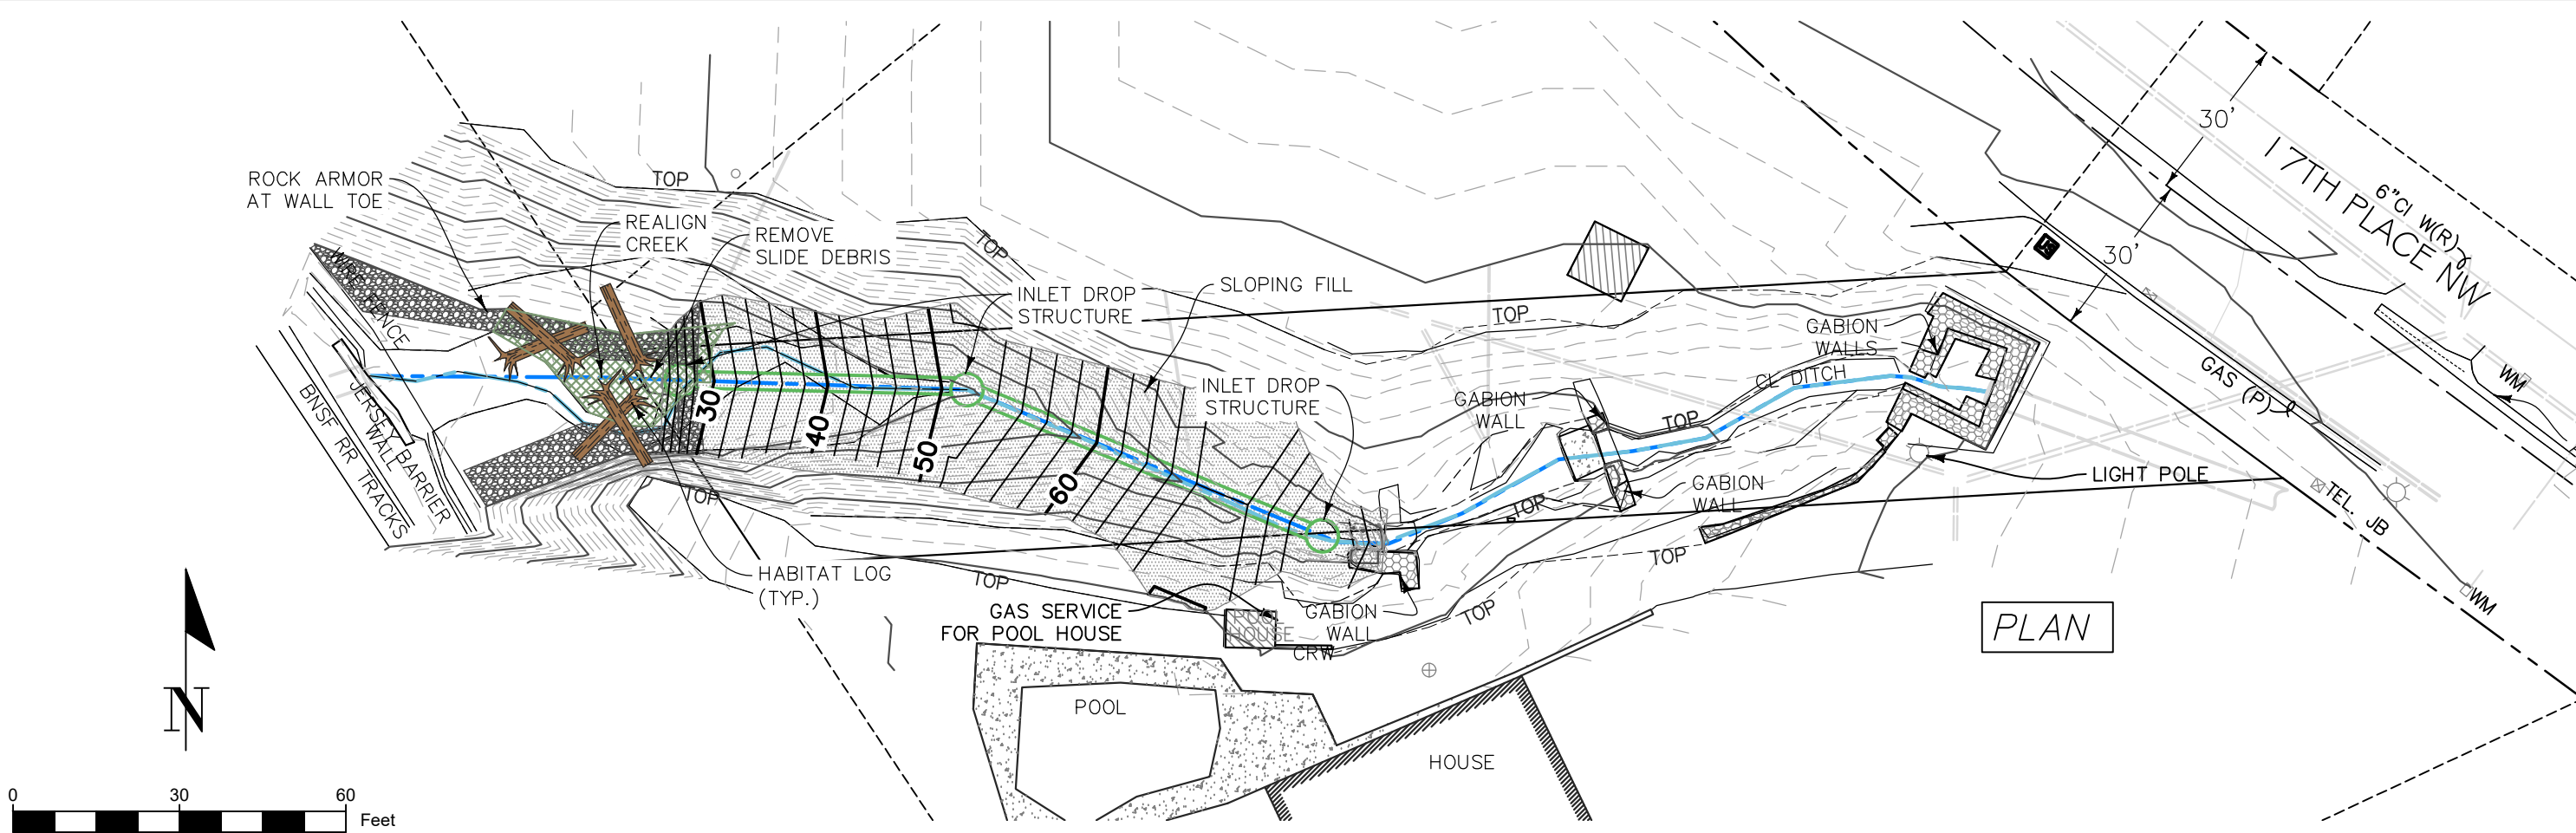 30'
17TH PLACE NW
6"CI W(R)
30'
ROCK ARMOR
AT WALL TOE
TOP
REALIGN
CREEK
REMOVE
SLIDE DEBRIS
TOP
INLET DROP
STRUCTURE
SLOPING FILL
TOP
GABION
WALLS
WIRE FENCE
GAS (P)
WM
CL DITCH
INLET DROP
STRUCTURE
GABION
WALL
TOP
30
40
50
60
JERSEY BARRIER
WALL
BNSF RR TRACKS
TOP
TOP
GABION
WALL
LIGHT POLE
TEL. JB
TOP
HABITAT LOG
(TYP.)
TOP
WM
GAS SERVICE
FOR POOL HOUSE
POOL
HOUSE
GABION
WALL
TOP
CRW
PLAN
POOL
HOUSE
N
0 30 60
Feet